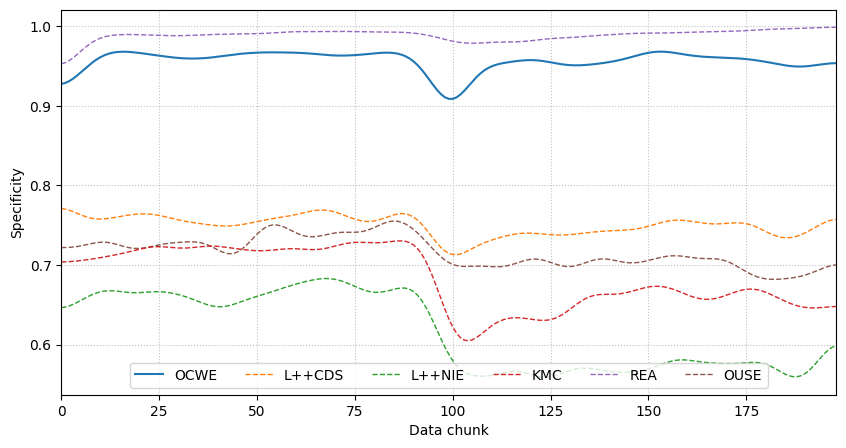 1.0
0.9
0.8
0.7
0.6
Specificity
OCWE L++CDS L++NIE KMC REA OUSE
0 25 50 75 100 125 150 175
Data chunk